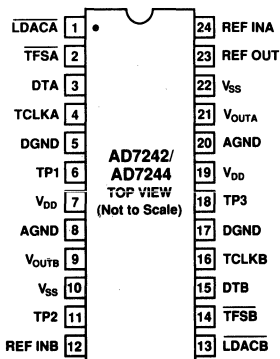 LDACA 1 24 REF INA
TFSA 2 23 REF OUT
DTA 3 22 VSS
TCLKA 4 21 VOUTA
DGND 5 20 AGND
TP1 6 19 VDD
VDD 7 18 TP3
AGND 8 17 DGND
VOUTB 9 16 TCLKB
VSS 10 15 DTB
TP2 11 14 TFSB
REF INB 12 13 LDACB
AD7242/
AD7244
TOP VIEW
(Not to Scale)